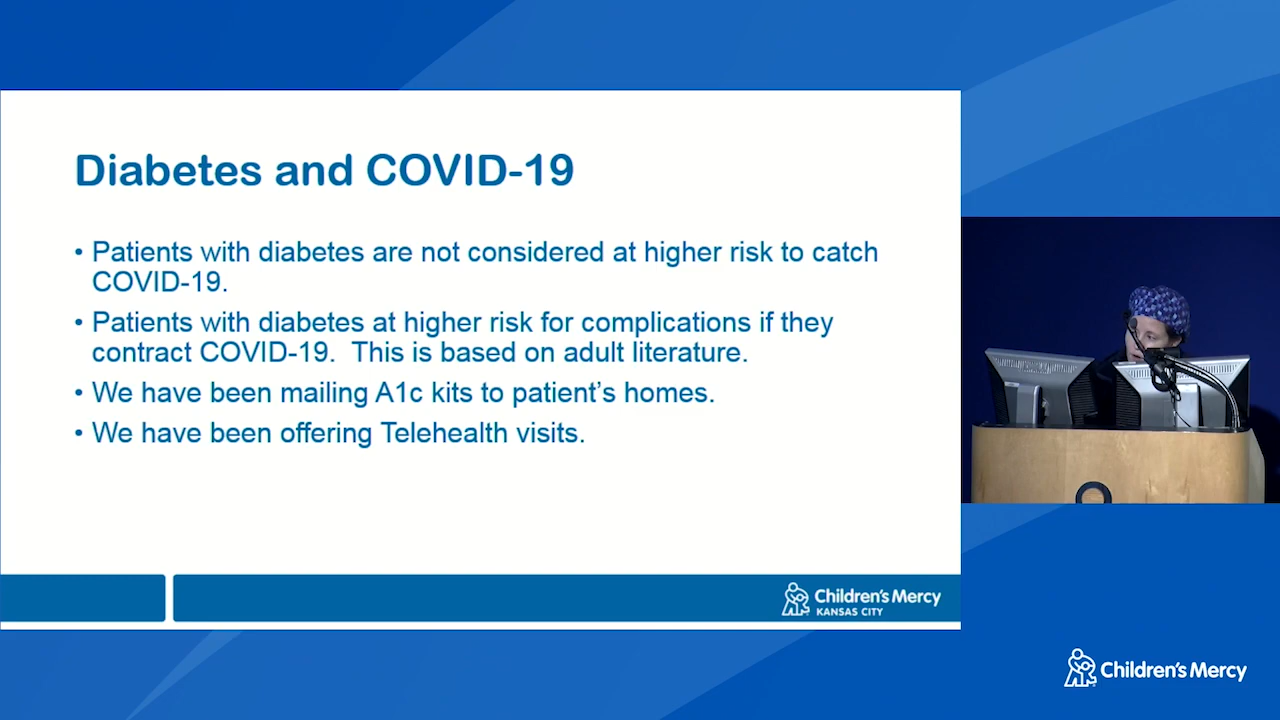 Diabetes and COVID-19
• Patients with diabetes are not considered at higher risk to catch
COVID-19.
• Patients with diabetes at higher risk for complications if they
contract COVID-19.  This is based on adult literature.
• We have been mailing A1c kits to patient's homes.
• We have been offering Telehealth visits.
Children's Mercy
KANSAS CITY
Children's Mercy